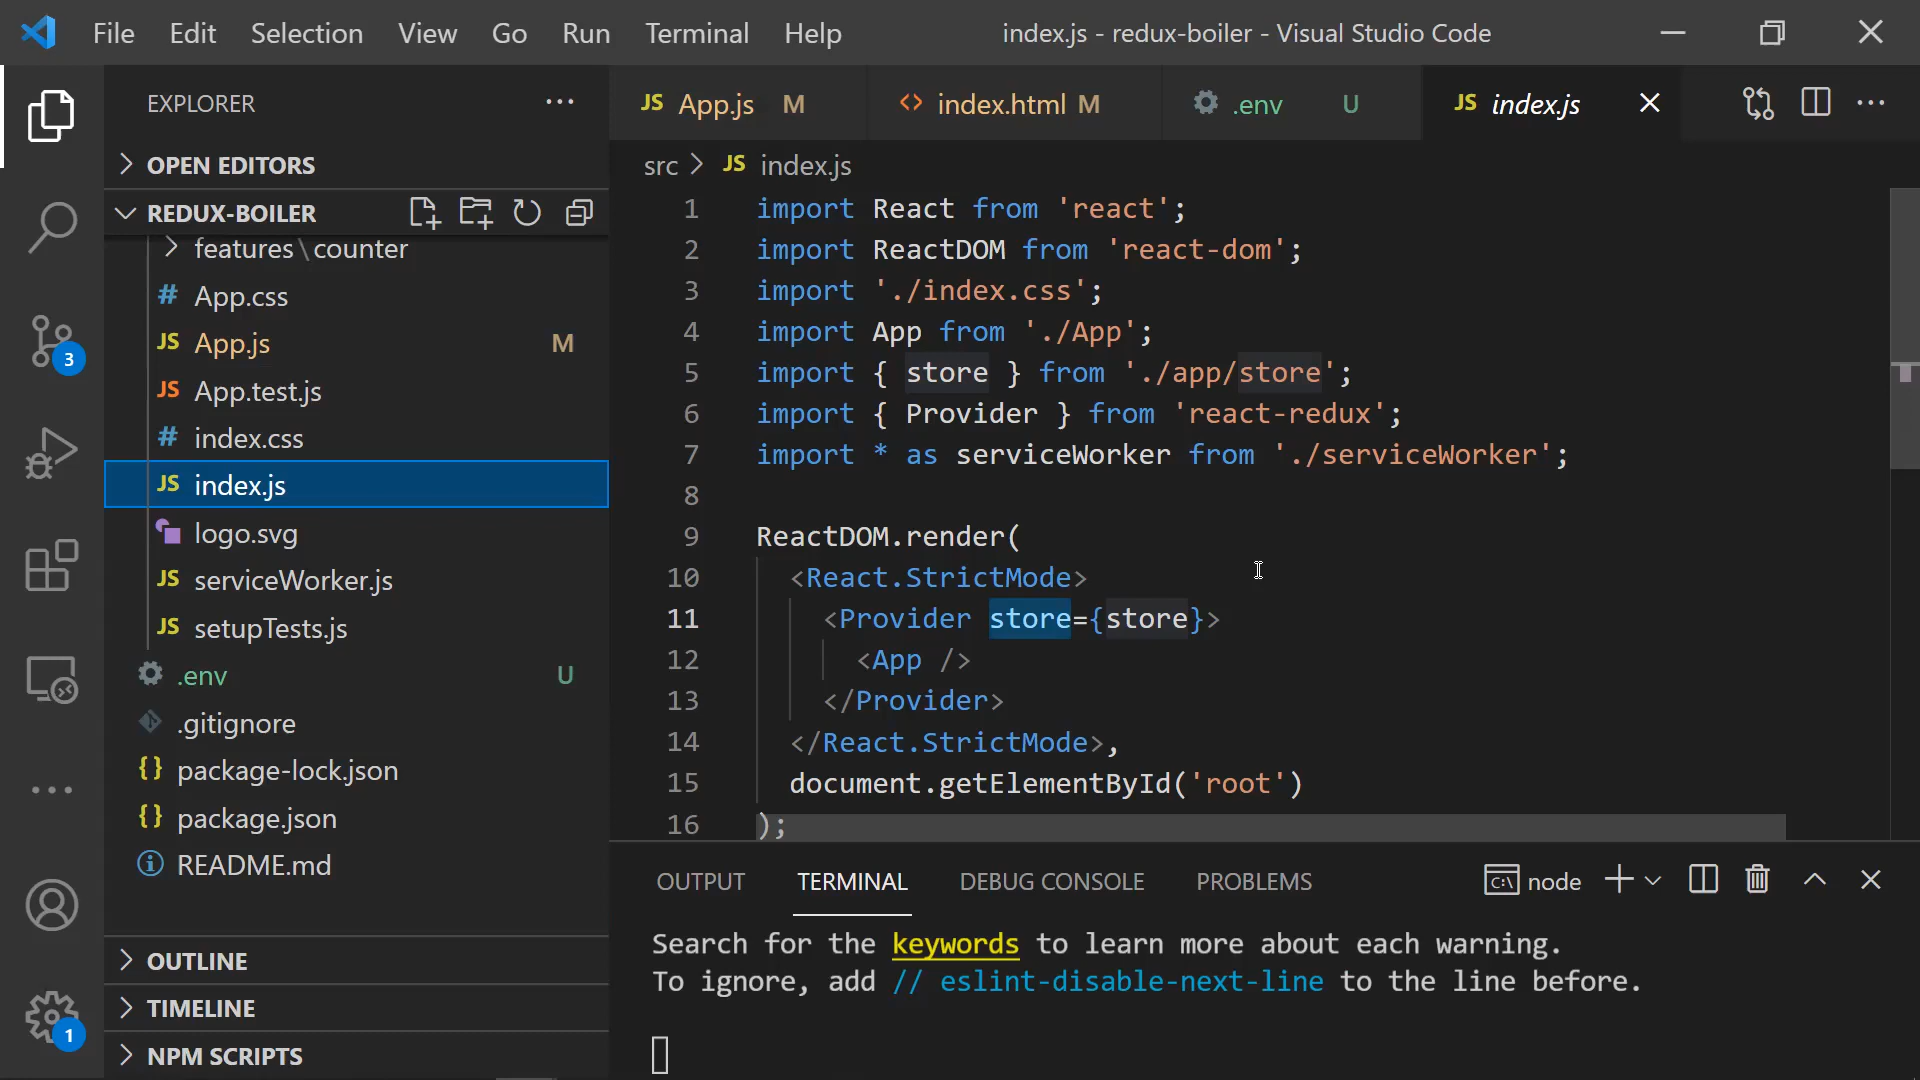 File Edit Selection View Go Run Terminal Help index.js - redux-boiler - Visual Studio Code
EXPLORER
OPEN EDITORS
REDUX-BOILER
features\counter
# App.css
JS App.js M
JS App.test.js
# index.css
JS index.js
logo.svg
JS serviceWorker.js
JS setupTests.js
.env U
.gitignore
{} package-lock.json
{} package.json
README.md
OUTLINE
TIMELINE
NPM SCRIPTS
3
1
JS App.js M <> index.html M .env U JS index.js
src > JS index.js
1 import React from 'react';
2 import ReactDOM from 'react-dom';
3 import './index.css';
4 import App from './App';
5 import { store } from './app/store';
6 import { Provider } from 'react-redux';
7 import * as serviceWorker from './serviceWorker';
8
9 ReactDOM.render(
10 <React.StrictMode>
11 <Provider store={store}>
12 <App />
13 </Provider>
14 </React.StrictMode>,
15 document.getElementById('root')
16 );
OUTPUT TERMINAL DEBUG CONSOLE PROBLEMS node
Search for the keywords to learn more about each warning.
To ignore, add // eslint-disable-next-line to the line before.